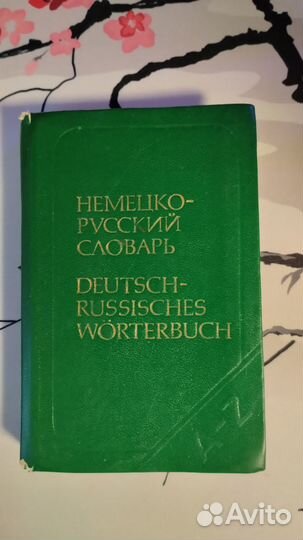 НЕМЕЦКО-
РУССКИЙ
СЛОВАРЬ
DEUTSCH-
RUSSISCHES
WÖRTERBUCH
A-Z
Avito